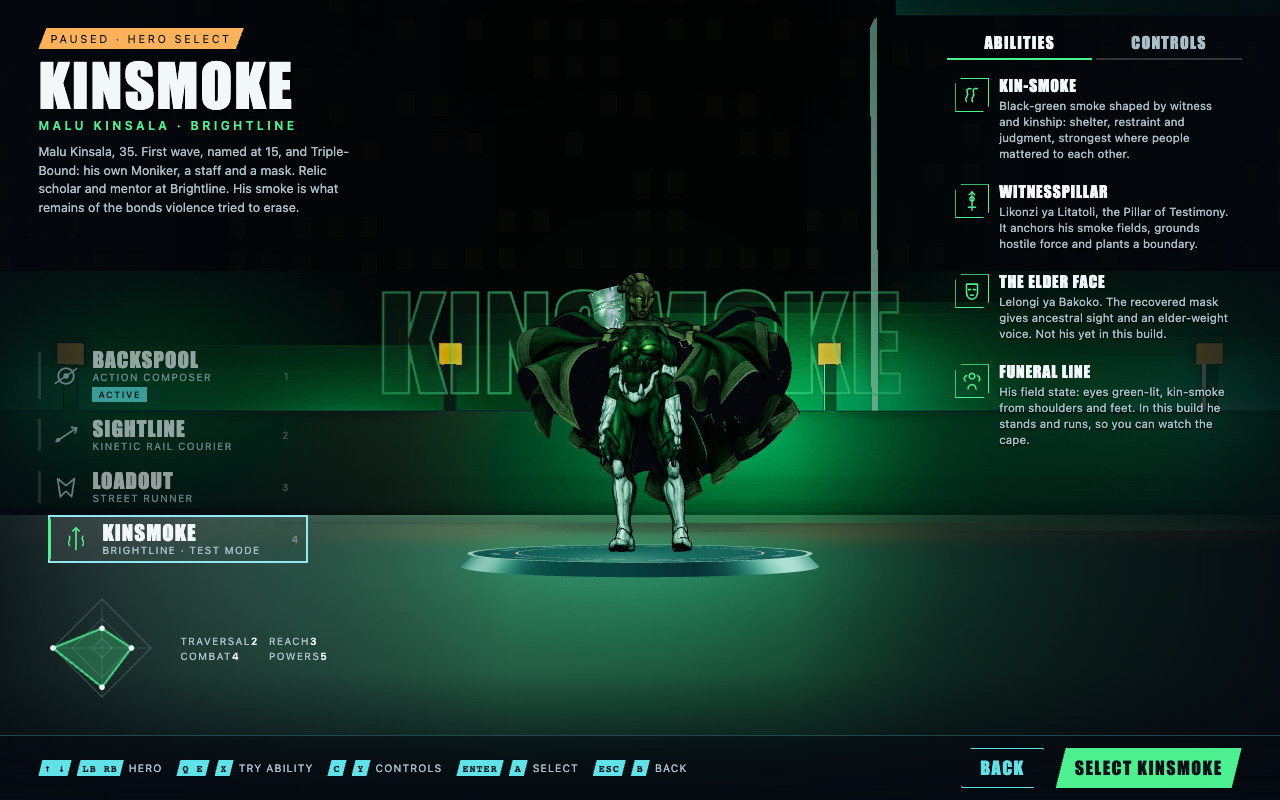 PAUSED · HERO SELECT
KINSMOKE
MALU KINSALA · BRIGHTLINE
Malu Kinsala, 35. First wave, named at 15, and Triple-
Bound: his own Moniker, a staff and a mask. Relic
scholar and mentor at Brightline. His smoke is what
remains of the bonds violence tried to erase.
KINSMOKE
BACKSPOOL
ACTION COMPOSER
1
ACTIVE
SIGHTLINE
KINETIC RAIL COURIER
2
LOADOUT
STREET RUNNER
3
KINSMOKE
BRIGHTLINE · TEST MODE
4
TRAVERSAL2 REACH3
COMBAT4 POWERS5
ABILITIES CONTROLS
KIN-SMOKE
Black-green smoke shaped by witness
and kinship: shelter, restraint and
judgment, strongest where people
mattered to each other.
WITNESSPILLAR
Likonzi ya Litatoli, the Pillar of Testimony.
It anchors his smoke fields, grounds
hostile force and plants a boundary.
THE ELDER FACE
Lelongi ya Bakoko. The recovered mask
gives ancestral sight and an elder-weight
voice. Not his yet in this build.
FUNERAL LINE
His field state: eyes green-lit, kin-smoke
from shoulders and feet. In this build he
stands and runs, so you can watch the
cape.
↑ ↓ LB RB HERO Q E X TRY ABILITY C Y CONTROLS ENTER A SELECT ESC B BACK
BACK
SELECT KINSMOKE